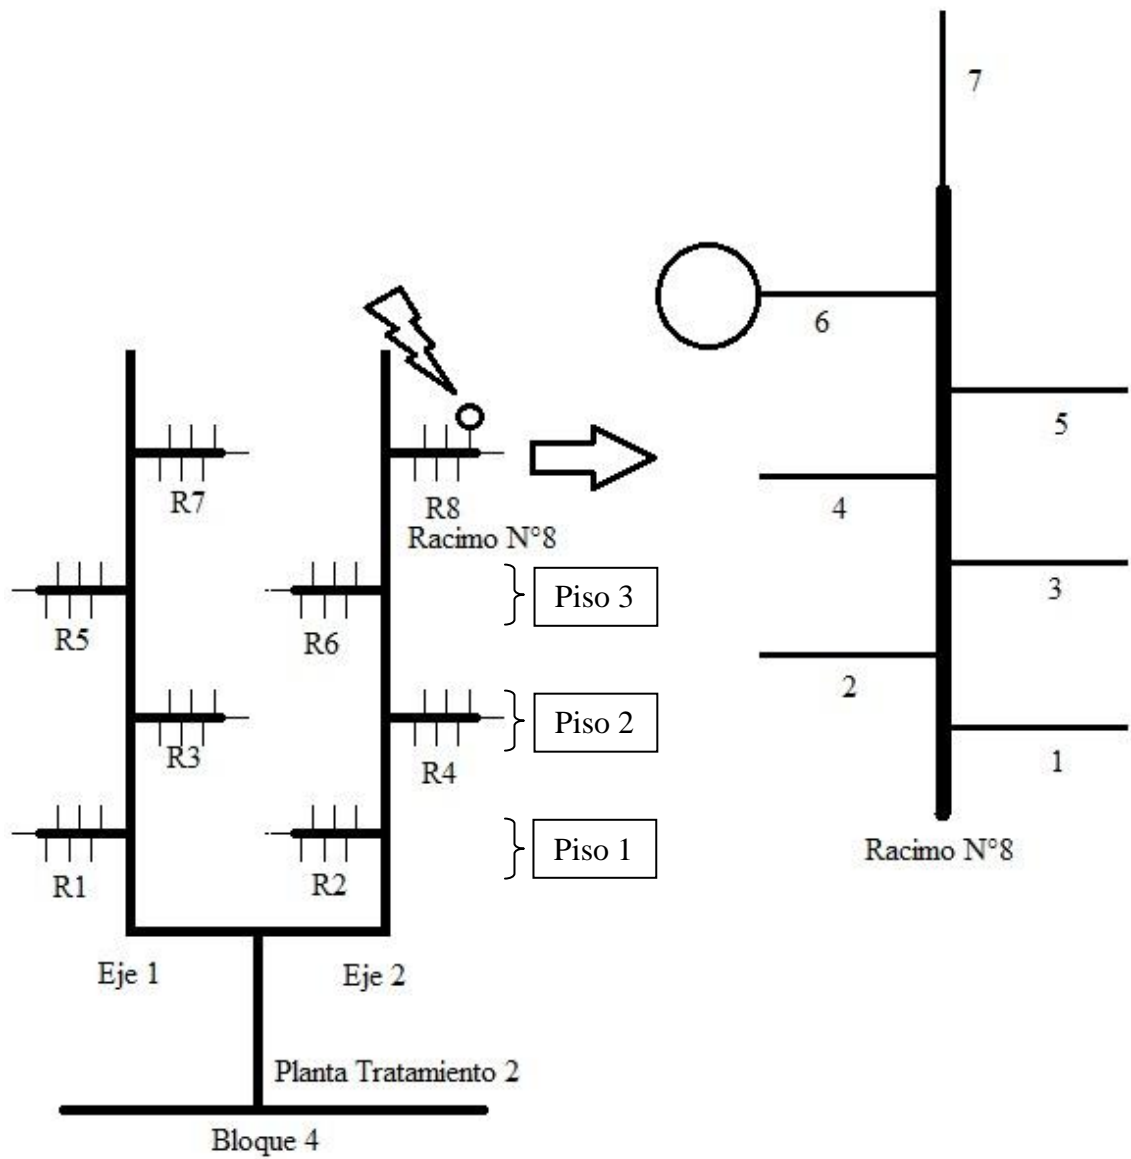 7
6
5
4
3
2
1
Racimo N°8
R7
R8
Racimo N°8
R5
R6
Piso 3
R3
R4
Piso 2
R1
R2
Piso 1
Eje 1
Eje 2
Planta Tratamiento 2
Bloque 4